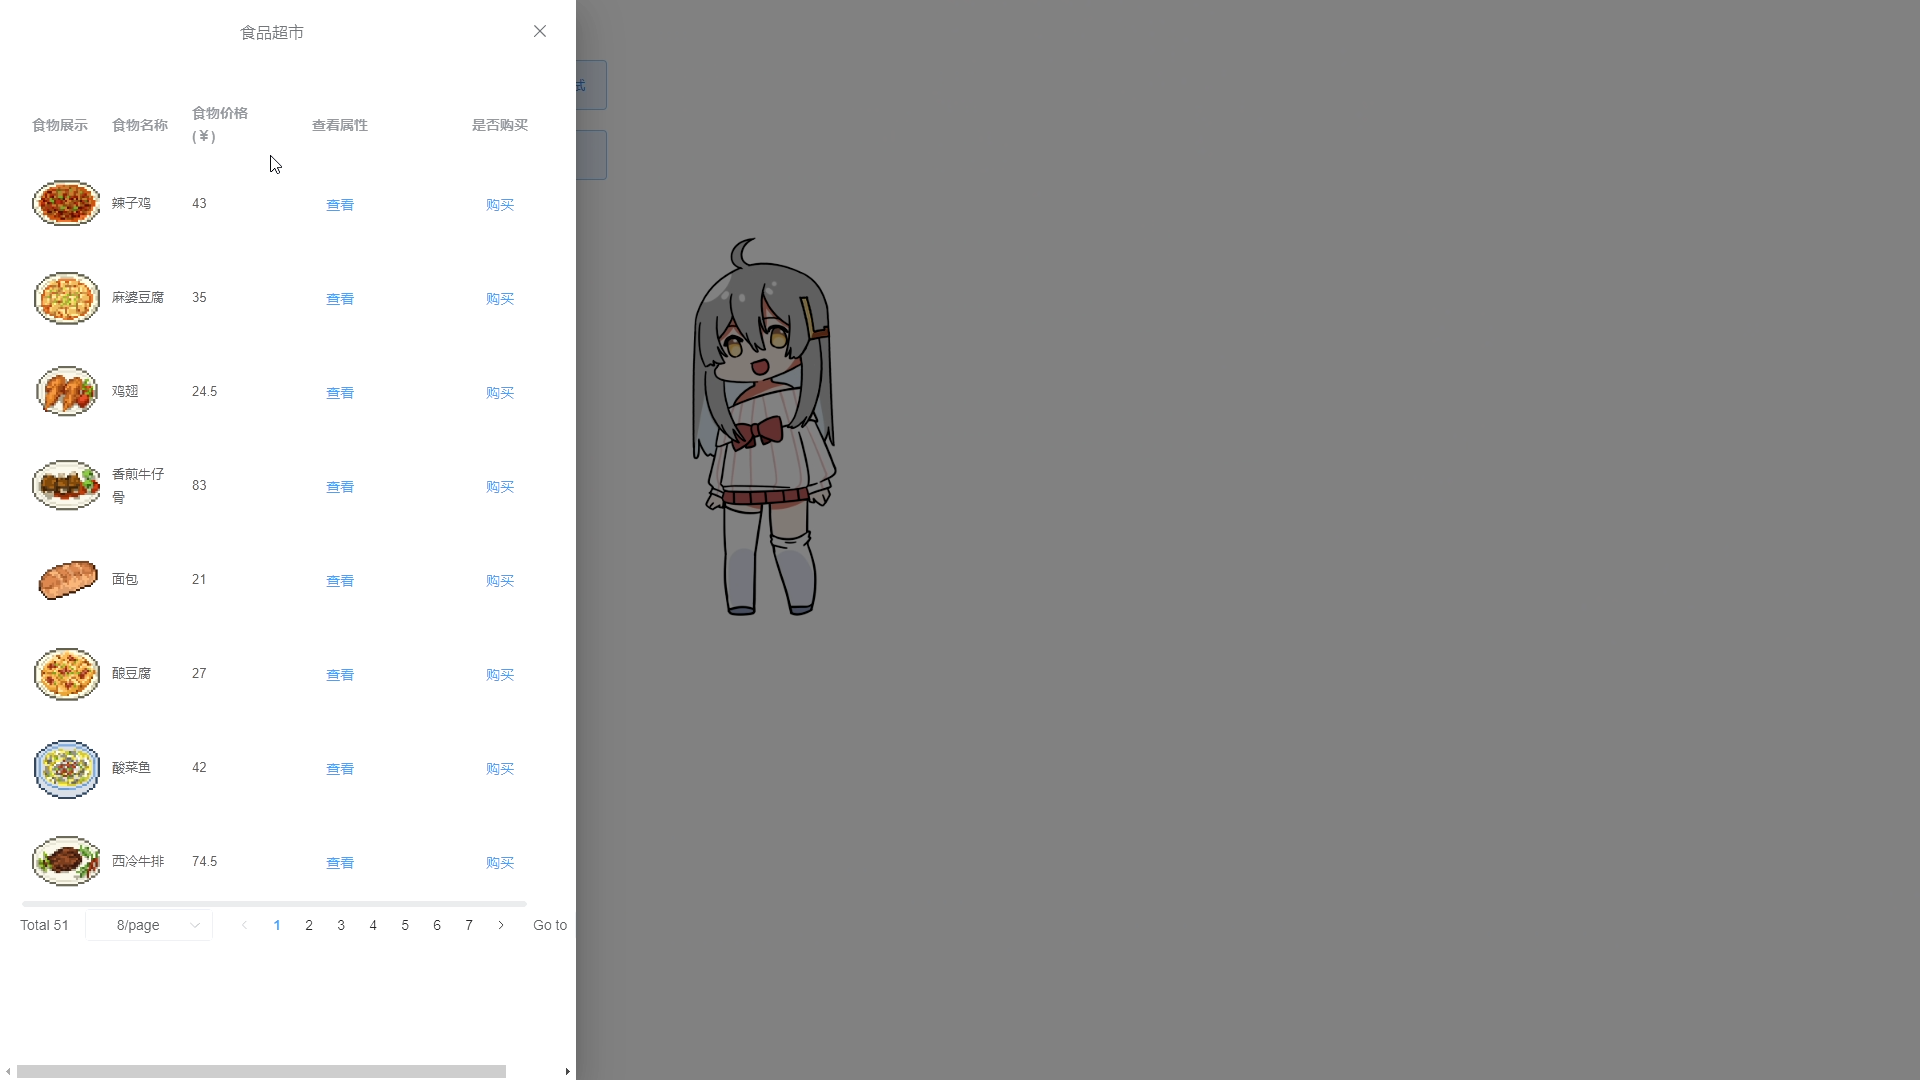 食品超市
试
食物展示 食物名称 食物价格(¥) 查看属性 是否购买
辣子鸡 43 查看 购买
麻婆豆腐 35 查看 购买
鸡翅 24.5 查看 购买
香煎牛仔骨 83 查看 购买
面包 21 查看 购买
酿豆腐 27 查看 购买
酸菜鱼 42 查看 购买
西冷牛排 74.5 查看 购买
Total 51 8/page 1 2 3 4 5 6 7 Go to